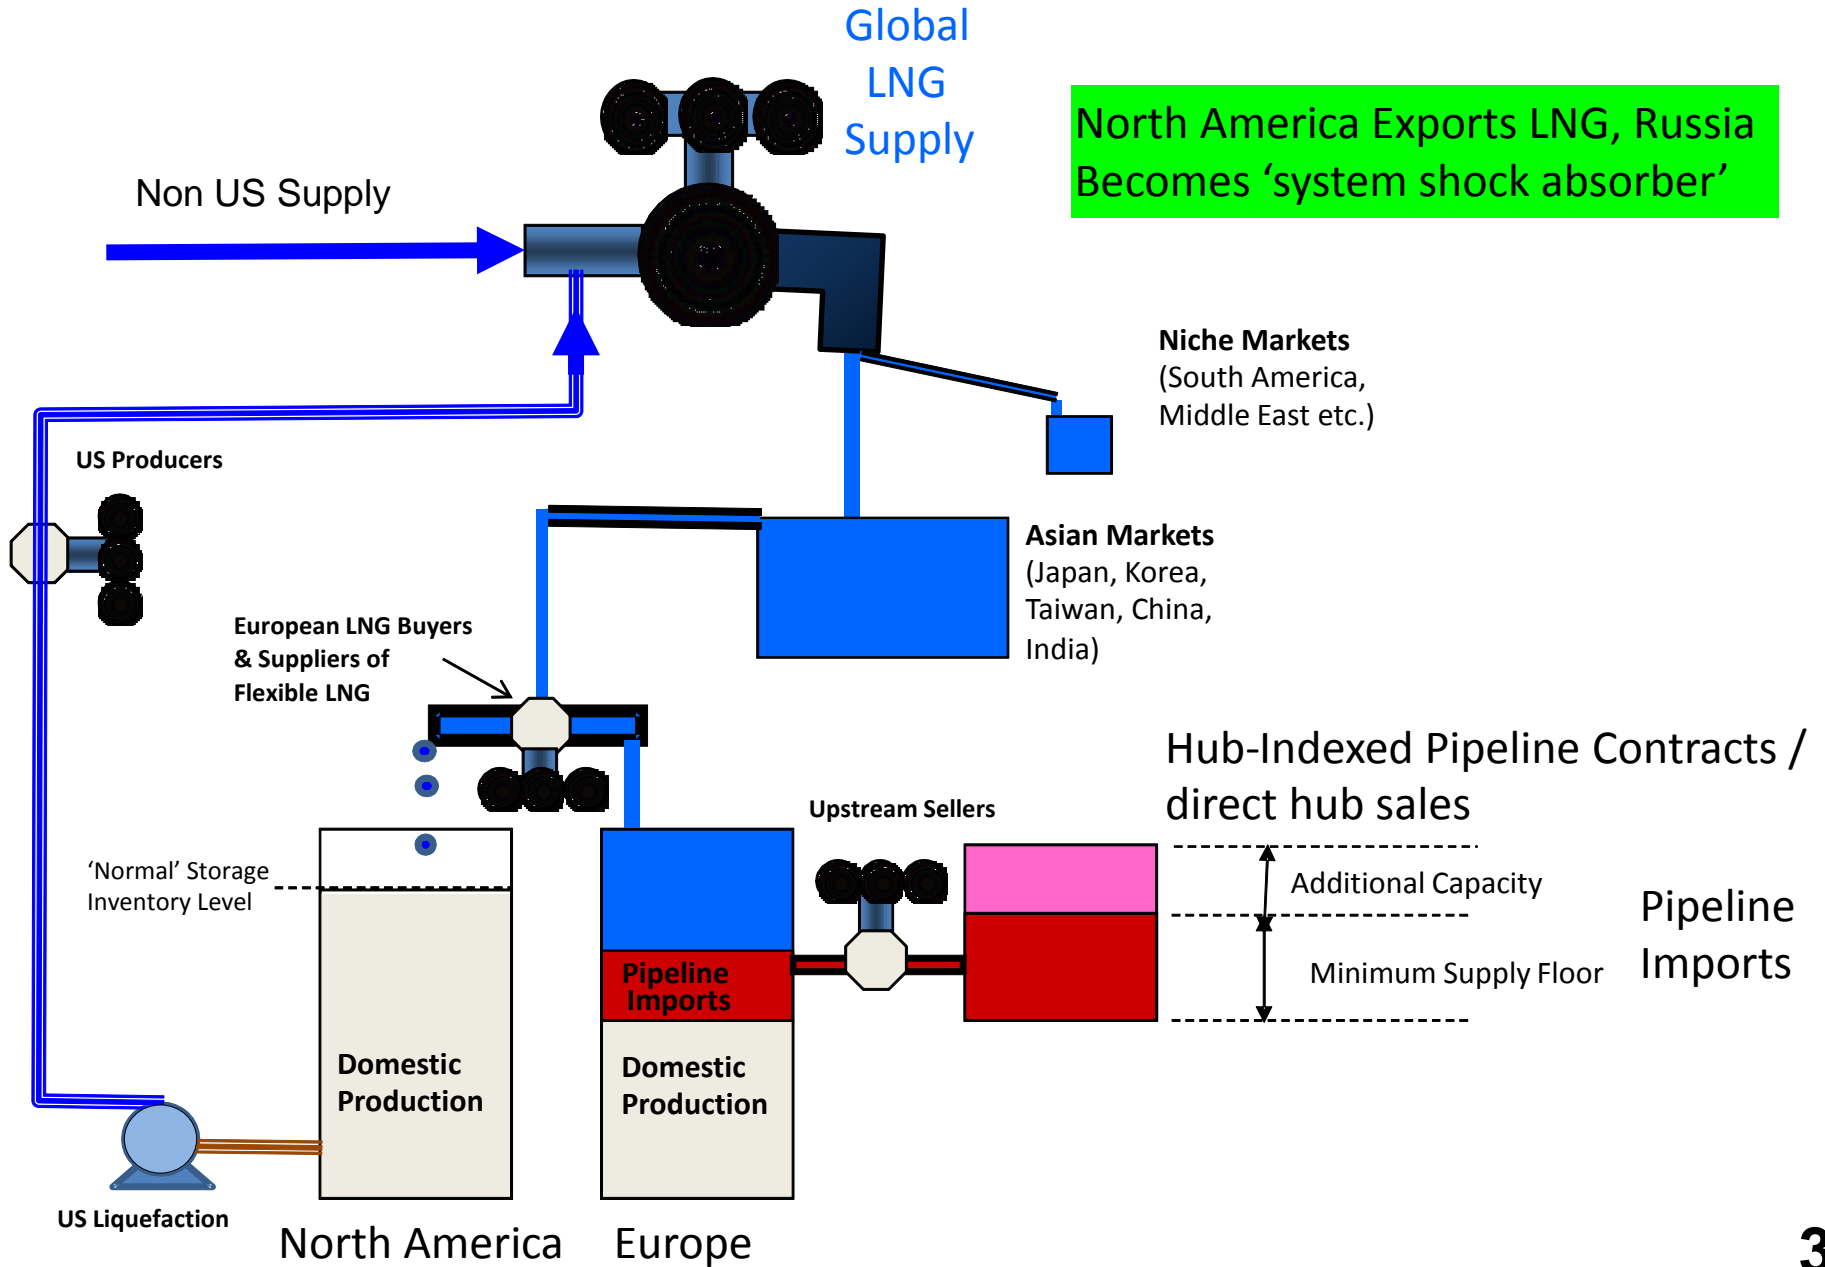 Global
LNG
Supply
North America Exports LNG, Russia
Becomes ‘system shock absorber’
Non US Supply
Niche Markets
(South America,
Middle East etc.)
US Producers
Asian Markets
(Japan, Korea,
Taiwan, China,
India)
European LNG Buyers
& Suppliers of
Flexible LNG
Hub-Indexed Pipeline Contracts /
direct hub sales
Upstream Sellers
‘Normal’ Storage
Inventory Level
Additional Capacity
Pipeline
Imports
Minimum Supply Floor
Pipeline
Imports
Domestic
Production
Domestic
Production
US Liquefaction
North America
Europe
3